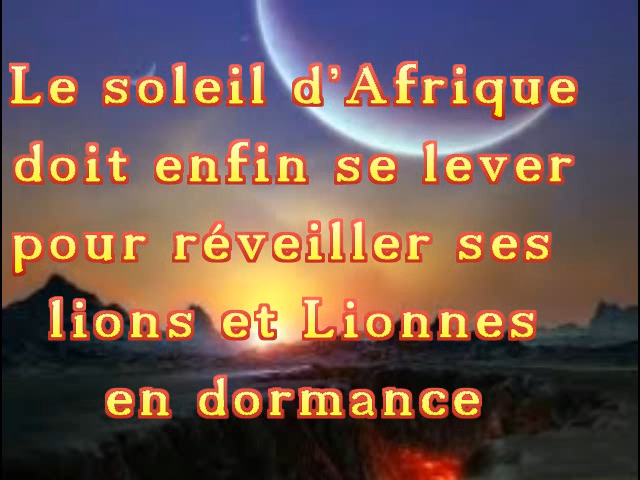 Le soleil d'Afrique
doit enfin se lever
pour réveiller ses
lions et Lionnes
en dormance